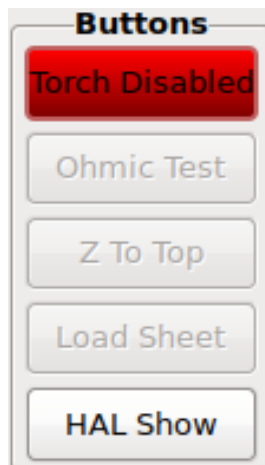 Buttons
Torch Disabled
Ohmic Test
Z To Top
Load Sheet
HAL Show